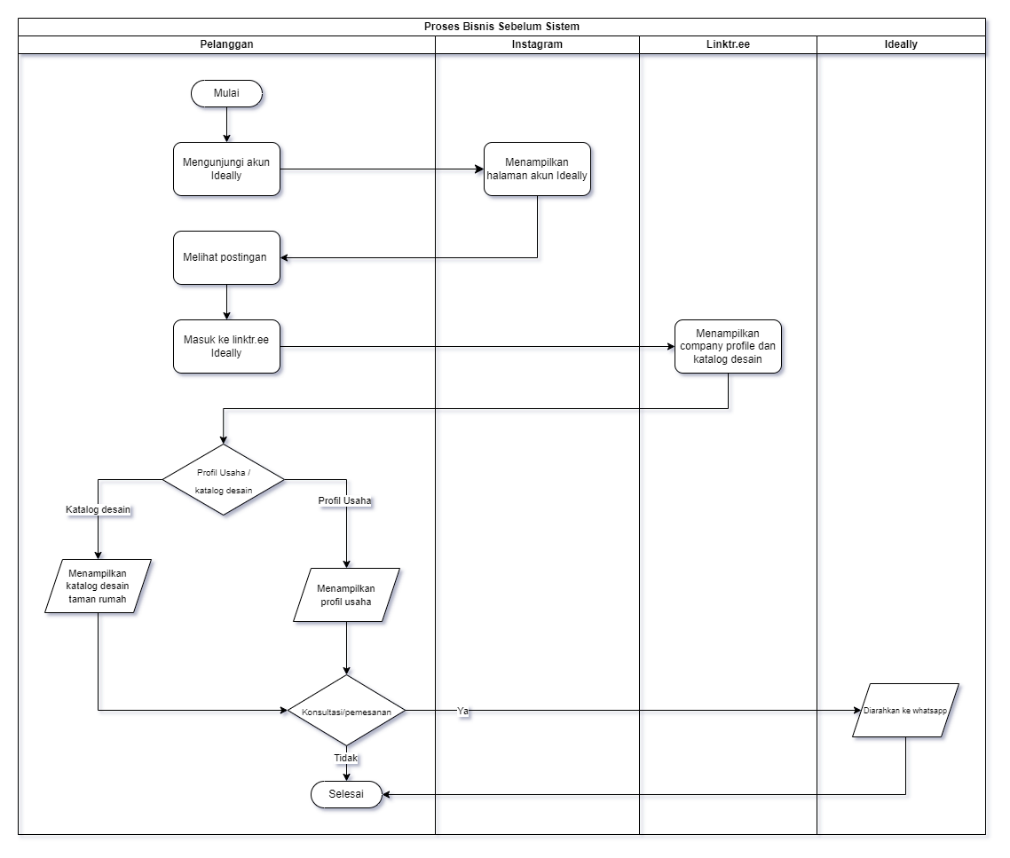 Proses Bisnis Sebelum Sistem
Pelanggan
Instagram
Linktr.ee
Ideally
Mulai
Mengunjungi akun
Ideally
Menampilkan
halaman akun Ideally
Melihat postingan
Masuk ke linktr.ee
Ideally
Menampilkan
company profile dan
katalog desain
Profil Usaha /
katalog desain
Katalog desain
Profil Usaha
Menampilkan
katalog desain
taman rumah
Menampilkan
profil usaha
Konsultasi/pemesanan
Ya
Diarahkan ke whatsapp
Tidak
Selesai